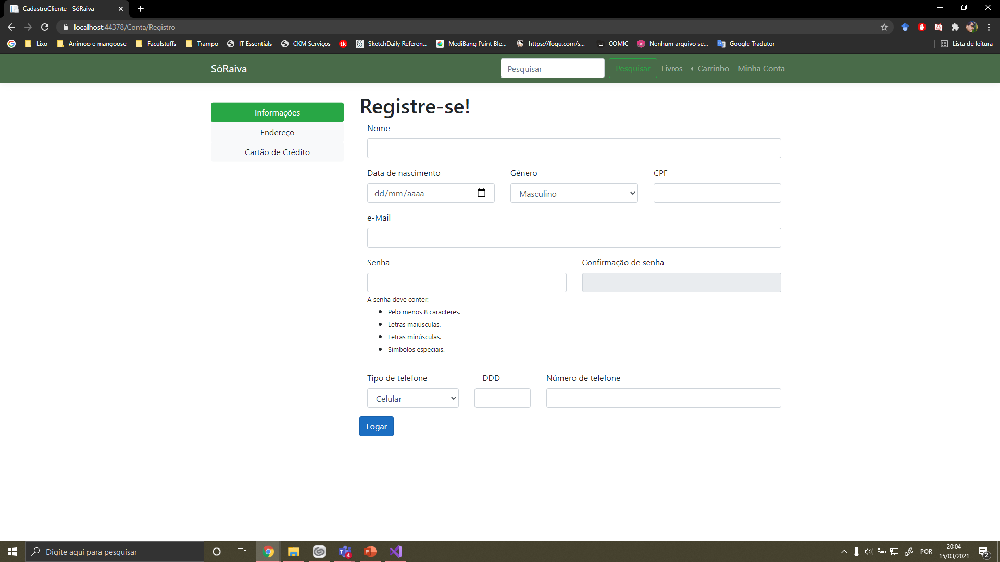 CadastroCliente - SóRaiva
localhost:44378/Conta/Registro
Lixo Animoo e mangoose Faculstuffs Trampo IT Essentials CKM Serviços tk SketchDaily Referen... MediBang Paint Ble... https://fogu.com/s... COMIC Nenhum arquivo se... Google Tradutor Lista de leitura
SóRaiva Pesquisar Pesquisar Livros Carrinho Minha Conta
Informações
Endereço
Cartão de Crédito
Registre-se!
Nome
Data de nascimento Gênero CPF
dd/mm/aaaa Masculino
e-Mail
Senha Confirmação de senha
A senha deve conter:
Pelo menos 8 caracteres.
Letras maiúsculas.
Letras minúsculas.
Símbolos especiais.
Tipo de telefone DDD Número de telefone
Celular
Logar
Digite aqui para pesquisar
4
POR
20:04
15/03/2021
2